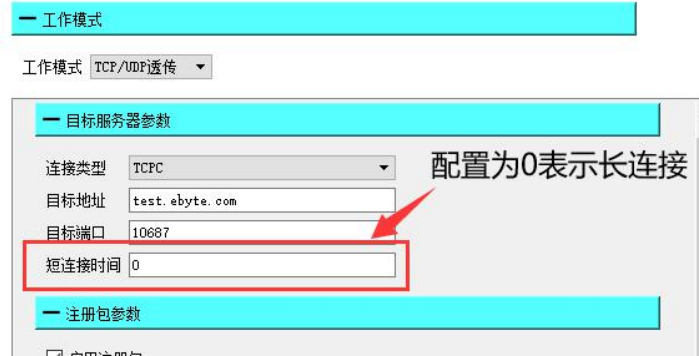 一 工作模式
工作模式 TCP/UDP透传
一 目标服务器参数
连接类型 TCPC
配置为0表示长连接
目标地址 test.ebyte.com
目标端口 10687
短连接时间 0
一 注册包参数